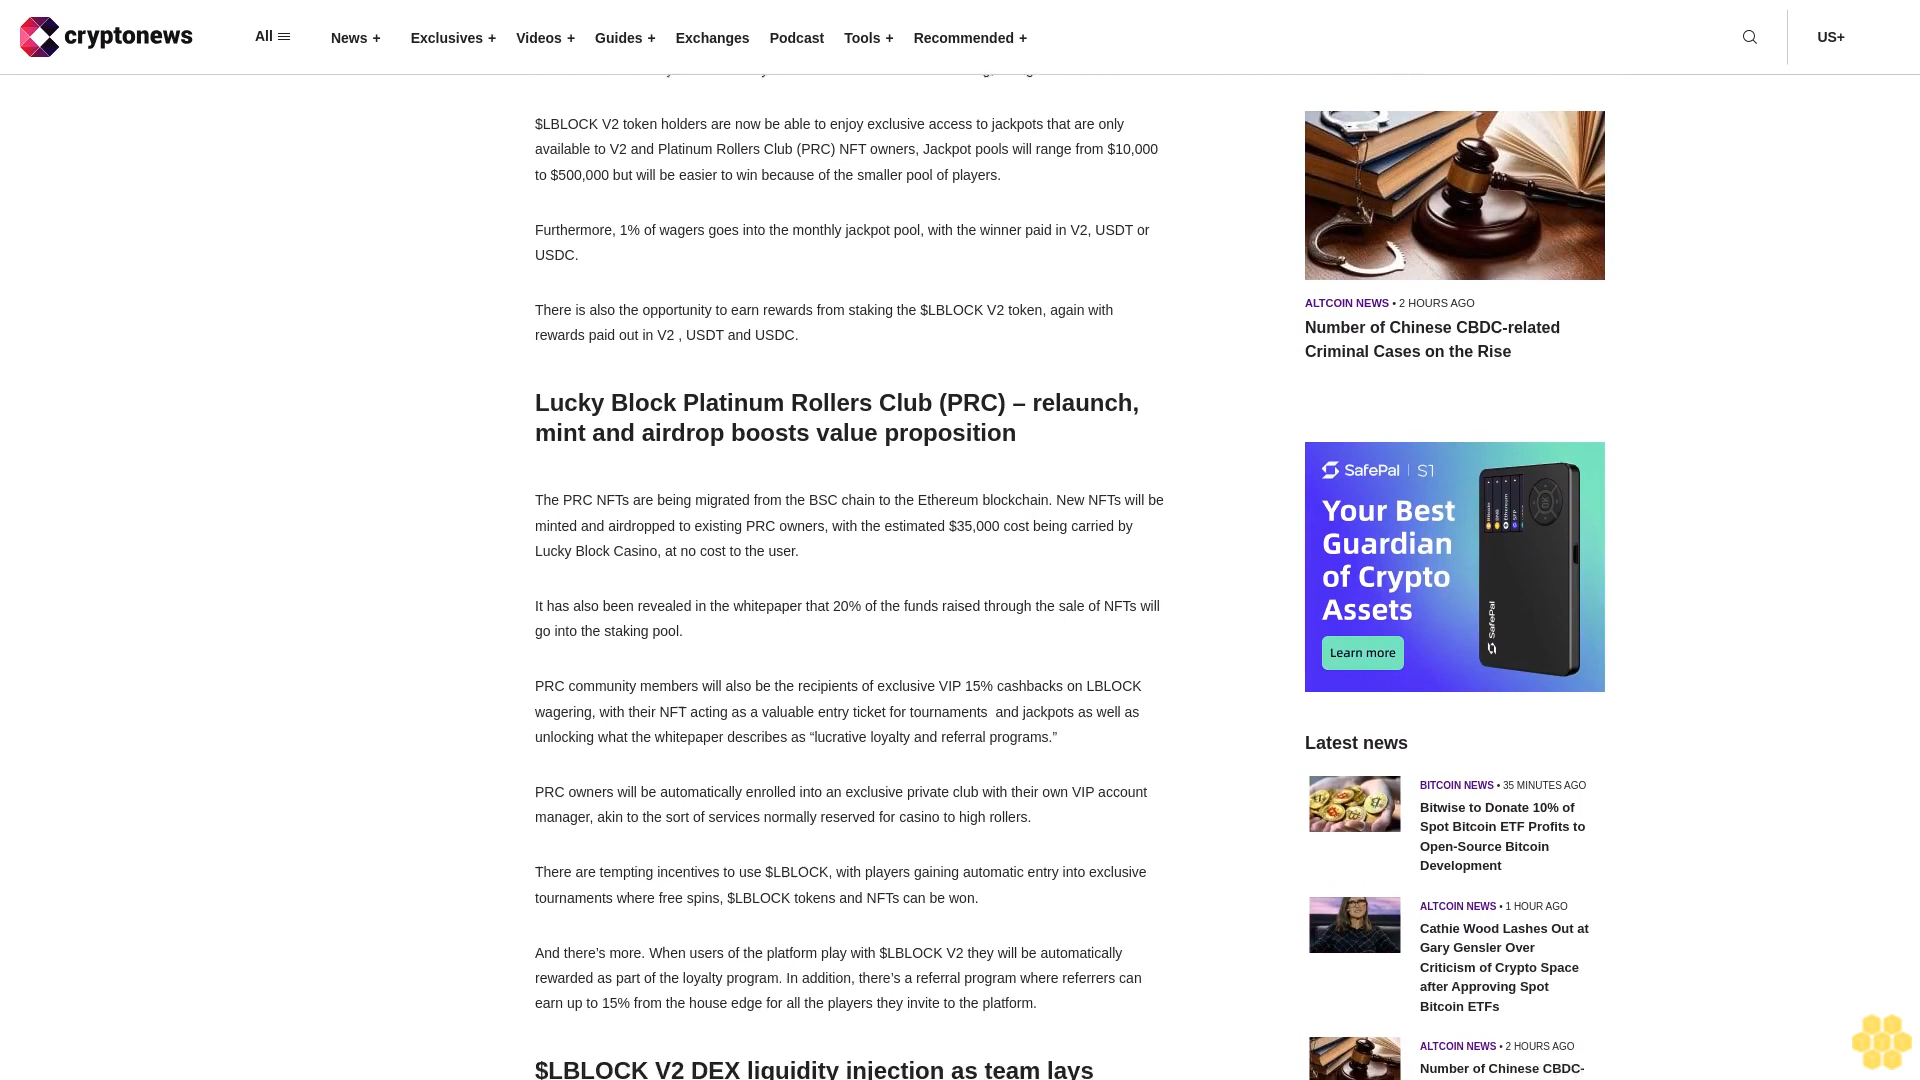 cryptonews
All
News +
Exclusives +
Videos +
Guides +
Exchanges
Podcast
Tools +
Recommended +
US+
$LBLOCK V2 token holders are now be able to enjoy exclusive access to jackpots that are only
available to V2 and Platinum Rollers Club (PRC) NFT owners, Jackpot pools will range from $10,000
to $500,000 but will be easier to win because of the smaller pool of players.
Furthermore, 1% of wagers goes into the monthly jackpot pool, with the winner paid in V2, USDT or
USDC.
There is also the opportunity to earn rewards from staking the $LBLOCK V2 token, again with
rewards paid out in V2 , USDT and USDC.
Lucky Block Platinum Rollers Club (PRC) – relaunch,
mint and airdrop boosts value proposition
The PRC NFTs are being migrated from the BSC chain to the Ethereum blockchain. New NFTs will be
minted and airdropped to existing PRC owners, with the estimated $35,000 cost being carried by
Lucky Block Casino, at no cost to the user.
It has also been revealed in the whitepaper that 20% of the funds raised through the sale of NFTs will
go into the staking pool.
PRC community members will also be the recipients of exclusive VIP 15% cashbacks on LBLOCK
wagering, with their NFT acting as a valuable entry ticket for tournaments  and jackpots as well as
unlocking what the whitepaper describes as “lucrative loyalty and referral programs.”
PRC owners will be automatically enrolled into an exclusive private club with their own VIP account
manager, akin to the sort of services normally reserved for casino to high rollers.
There are tempting incentives to use $LBLOCK, with players gaining automatic entry into exclusive
tournaments where free spins, $LBLOCK tokens and NFTs can be won.
And there’s more. When users of the platform play with $LBLOCK V2 they will be automatically
rewarded as part of the loyalty program. In addition, there’s a referral program where referrers can
earn up to 15% from the house edge for all the players they invite to the platform.
$LBLOCK V2 DEX liquidity injection as team lays
ALTCOIN NEWS • 2 HOURS AGO
Number of Chinese CBDC-related
Criminal Cases on the Rise
SafePal | S1
Your Best
Guardian
of Crypto
Assets
Learn more
SafePal
Latest news
BITCOIN NEWS • 35 MINUTES AGO
Bitwise to Donate 10% of
Spot Bitcoin ETF Profits to
Open-Source Bitcoin
Development
ALTCOIN NEWS • 1 HOUR AGO
Cathie Wood Lashes Out at
Gary Gensler Over
Criticism of Crypto Space
after Approving Spot
Bitcoin ETFs
ALTCOIN NEWS • 2 HOURS AGO
Number of Chinese CBDC-